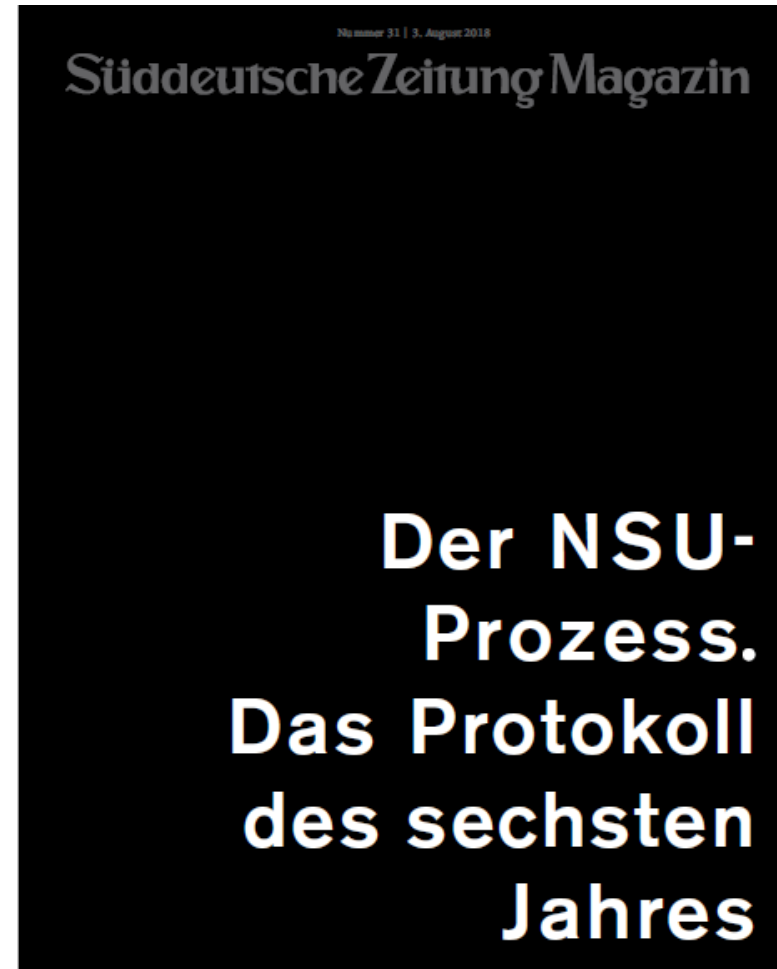 Nummer 31 | 3. August 2018
Süddeutsche Zeitung Magazin
Der NSU-
Prozess.
Das Protokoll
des sechsten
Jahres